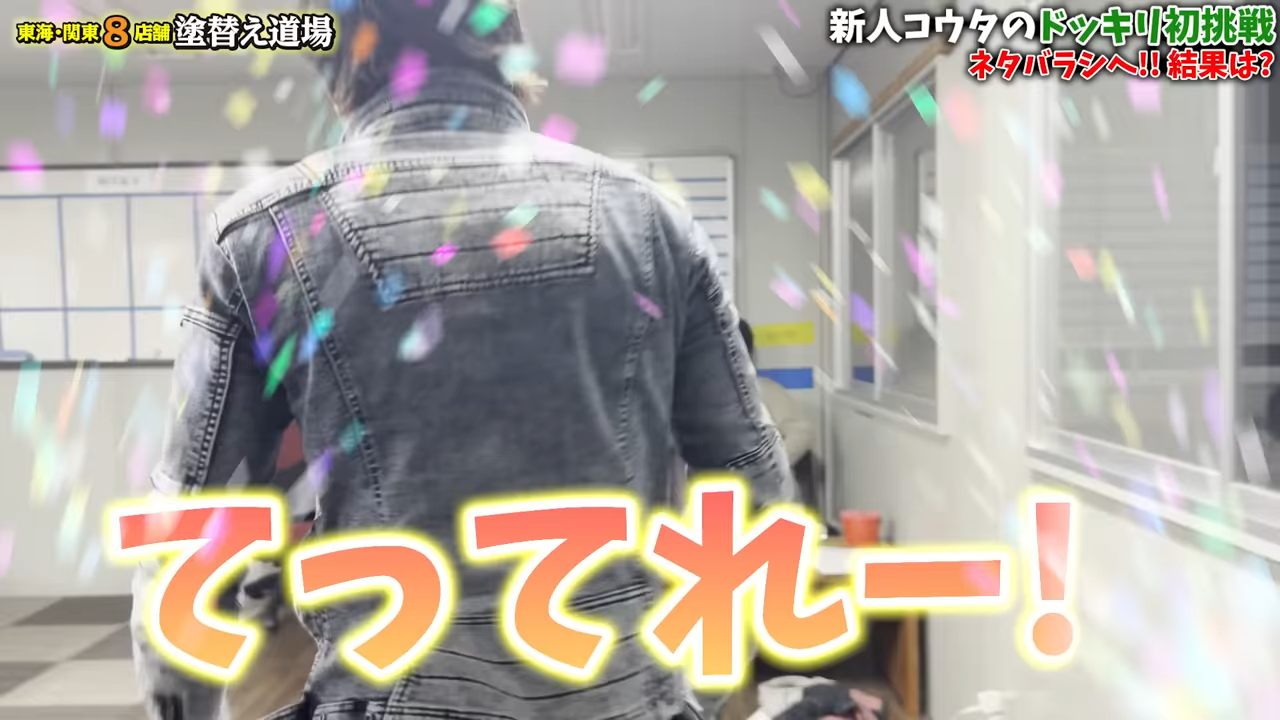 東海・関東8店舗塗替え道場
新人コウタのドッキリ初挑戦
ネタバラシへ!!結果は?
てってれー!